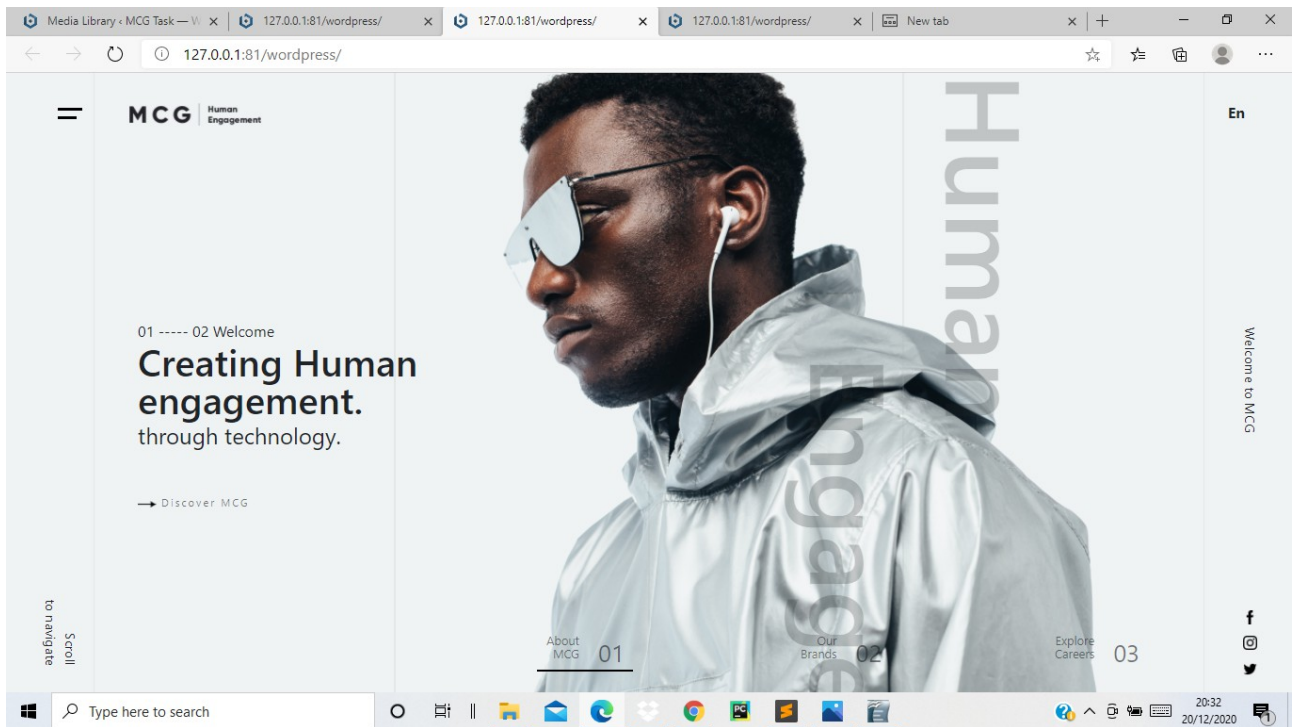 Media Library ‹ MCG Task — W
127.0.0.1:81/wordpress/
127.0.0.1:81/wordpress/
127.0.0.1:81/wordpress/
New tab
127.0.0.1:81/wordpress/
MCG
Human
Engagement
En
Human
Engage
01 ----- 02 Welcome
Creating Human
engagement.
through technology.
Discover MCG
Welcome to MCG
Scroll
to navigate
About
MCG
01
Our
Brands
02
Explore
Careers
03
Type here to search
PC
20:32
20/12/2020